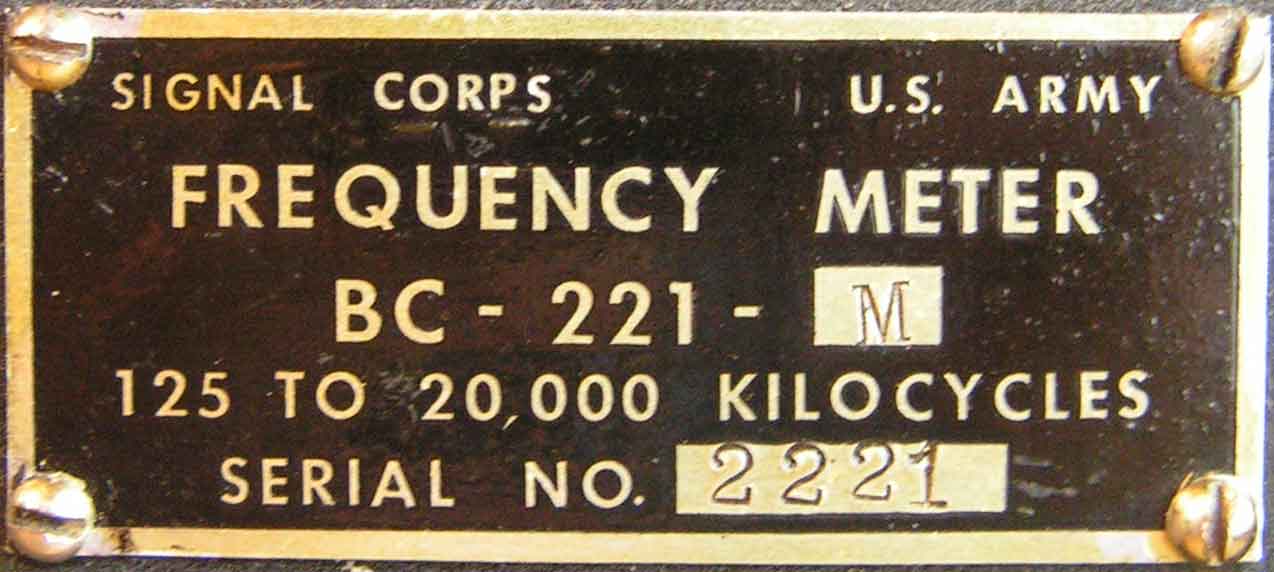 SIGNAL CORPS U.S. ARMY
FREQUENCY METER
BC - 221 - M
125 TO 20,000 KILOCYCLES
SERIAL NO. 2221